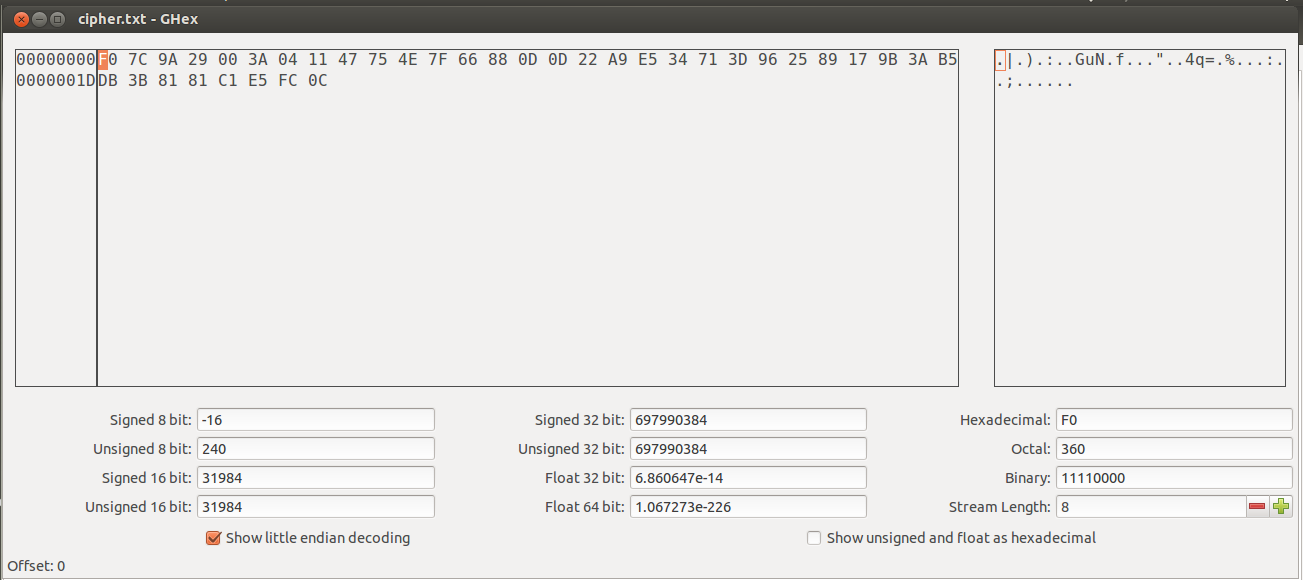 cipher.txt - GHex
00000000 F0 7C 9A 29 00 3A 04 11 47 75 4E 7F 66 88 0D 0D 22 A9 E5 34 71 3D 96 25 89 17 9B 3A B5 .|.).:..GuN.f..."..4q=.%...:.
0000001D DB 3B 81 81 C1 E5 FC 0C .;......
Signed 8 bit: -16 Signed 32 bit: 697990384 Hexadecimal: F0
Unsigned 8 bit: 240 Unsigned 32 bit: 697990384 Octal: 360
Signed 16 bit: 31984 Float 32 bit: 6.860647e-14 Binary: 11110000
Unsigned 16 bit: 31984 Float 64 bit: 1.067273e-226 Stream Length: 8
Show little endian decoding Show unsigned and float as hexadecimal
Offset: 0